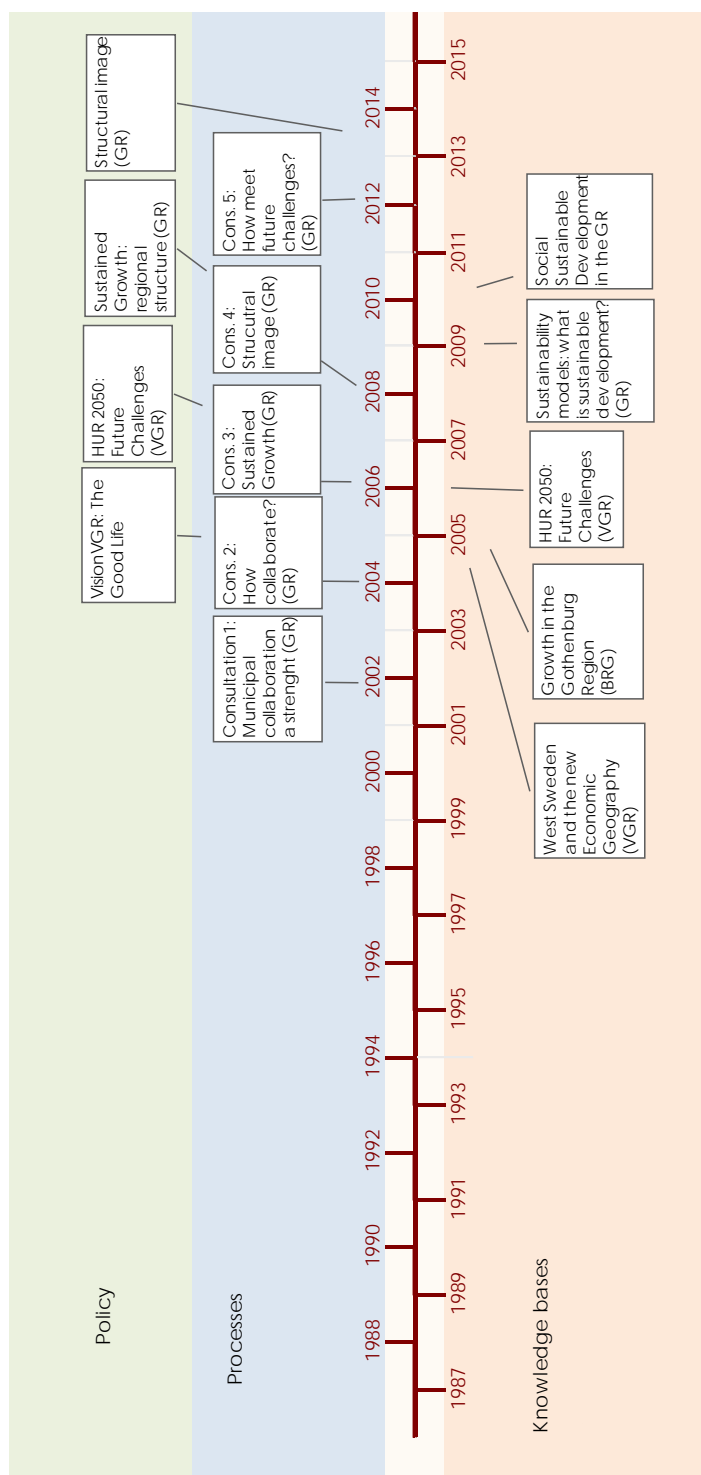 Policy
Vision VGR: The
Good Life
HUR 2050:
Future
Challenges
(VGR)
Sustained
Growth:
regional
structure (GR)
Structural image
(GR)
Processes
Consultation1:
Municipal
collaboration
a strenght (GR)
Cons. 2:
How
collaborate?
(GR)
Cons. 3:
Sustained
Growth (GR)
Cons. 4:
Strucutral
image (GR)
Cons. 5:
How meet
future
challenges?
(GR)
1988
1990
1992
1994
1996
1998
2000
2002
2004
2006
2008
2010
2012
2014
1987
1989
1991
1993
1995
1997
1999
2001
2003
2005
2007
2009
2011
2013
2015
Knowledge bases
West Sweden
and the new
Economic
Geography
(VGR)
Growth in the
Gothenburg
Region
(BRG)
HUR 2050:
Future
Challenges
(VGR)
Sustainability
models: what
is sustainable
development?
(GR)
Social
Sustainable
Development
in the GR